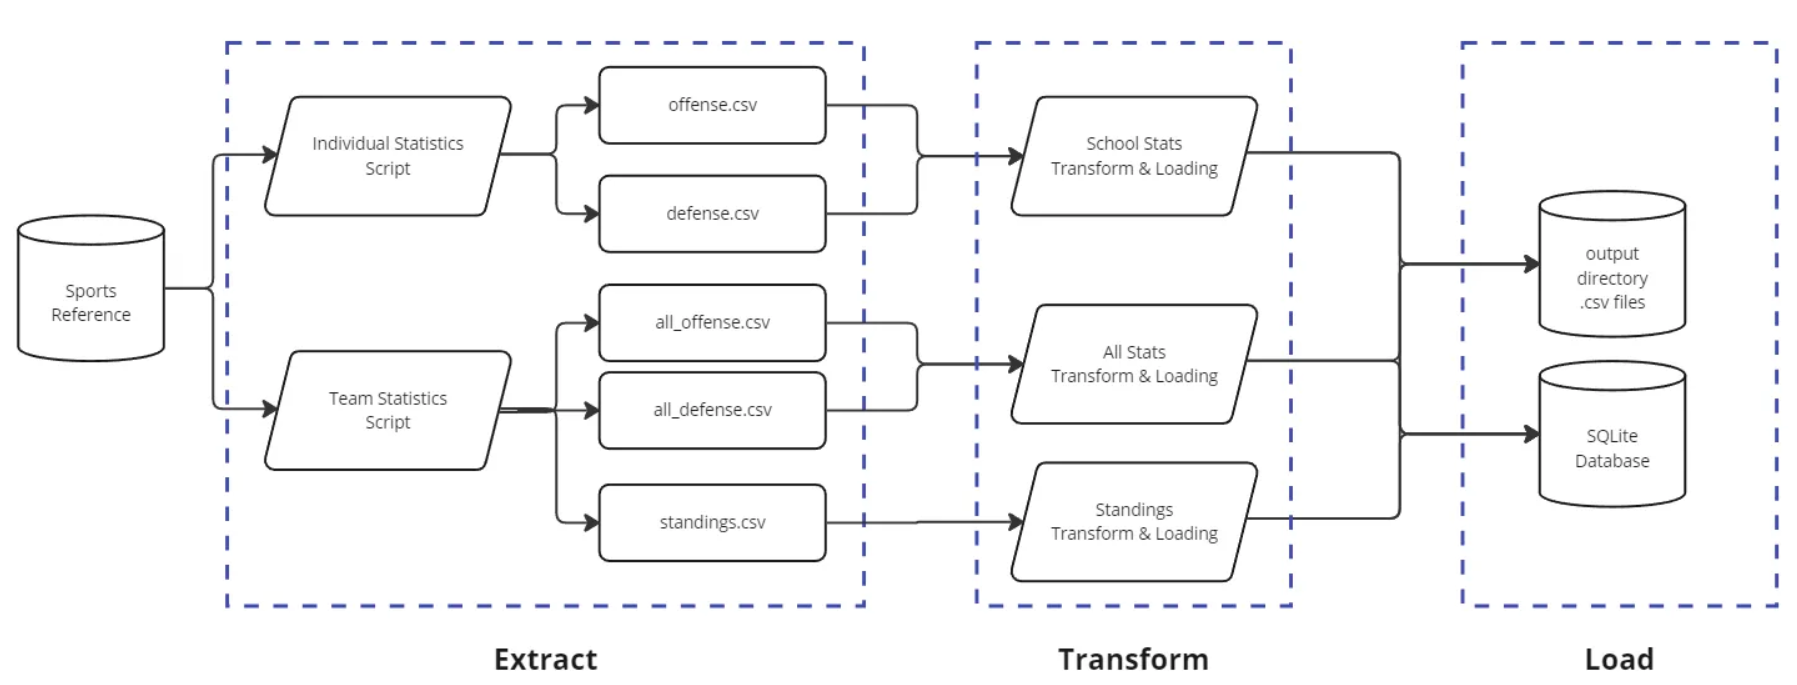 Sports
Reference
Individual Statistics
Script
Team Statistics
Script
offense.csv
defense.csv
all_offense.csv
all_defense.csv
standings.csv
School Stats
Transform & Loading
All Stats
Transform & Loading
Standings
Transform & Loading
output
directory
.csv files
SQLite
Database
Extract
Transform
Load